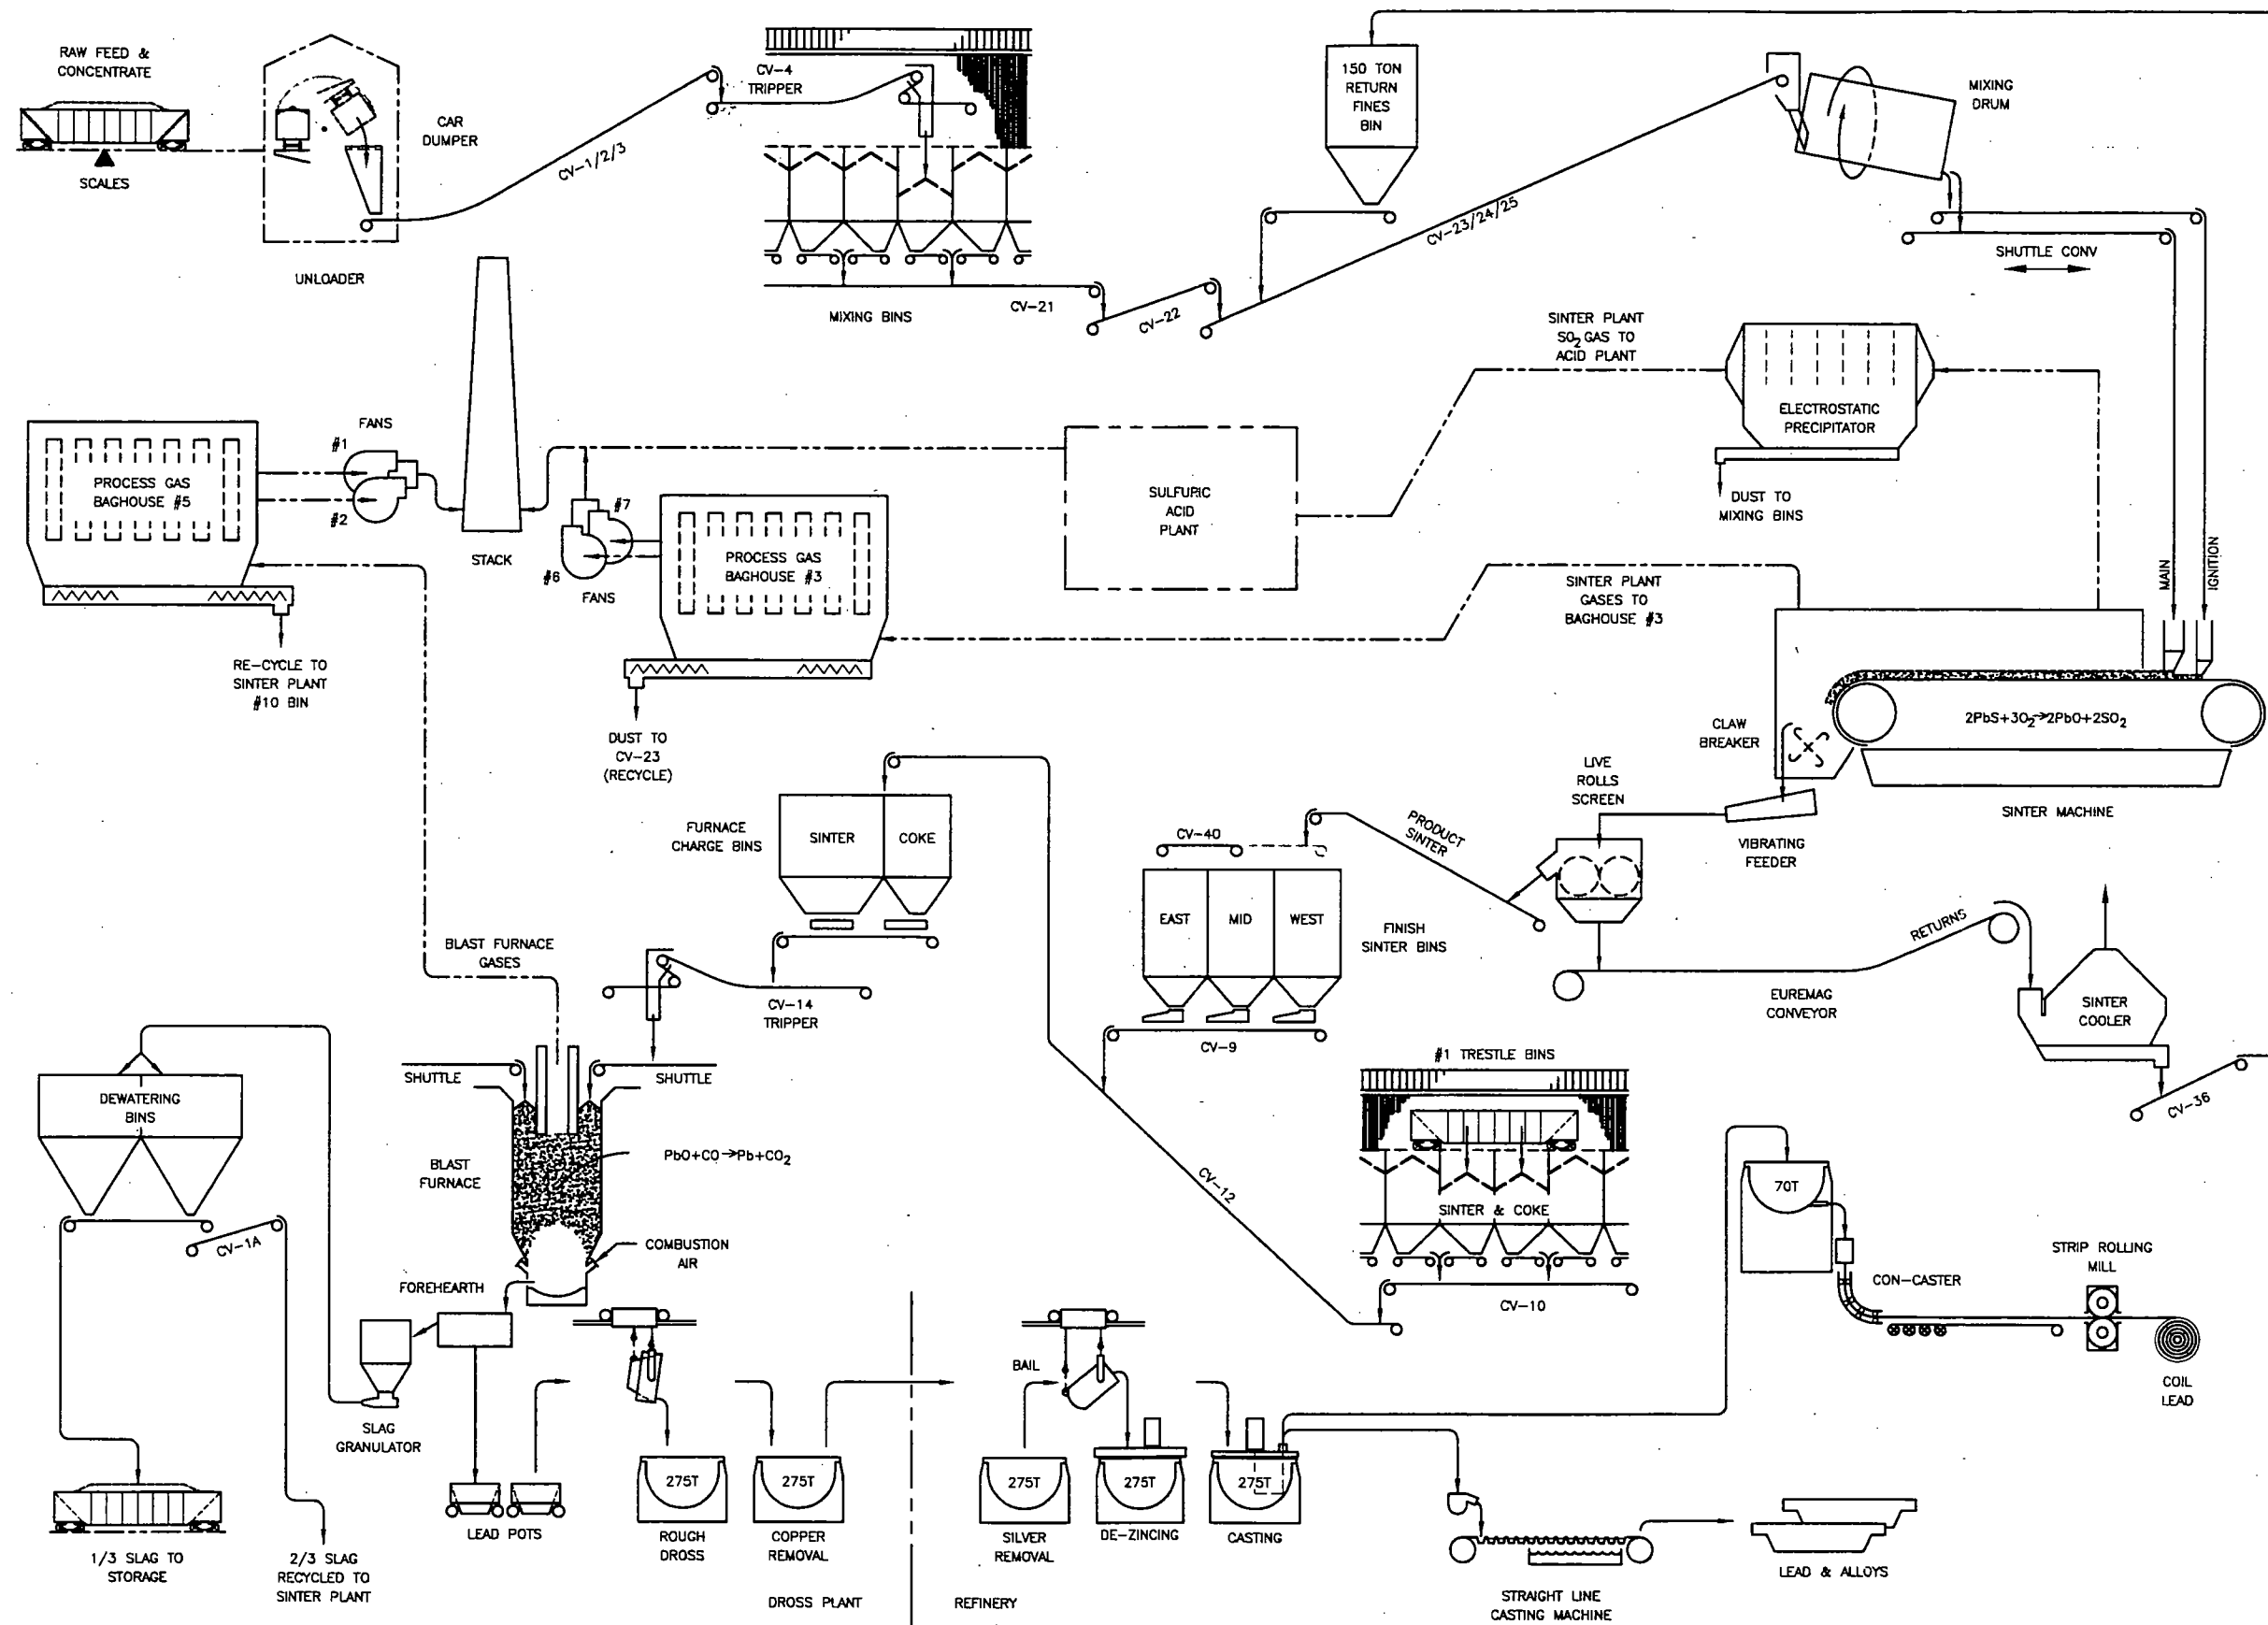 RAW FEED &
CONCENTRATE
SCALES
CAR
DUMPER
UNLOADER
CV-1/2/3
CV-4
TRIPPER
MIXING BINS
CV-21
CV-22
CV-23/24/25
150 TON
RETURN
FINES
BIN
MIXING
DRUM
SHUTTLE CONV
SINTER PLANT
SO2 GAS TO
ACID PLANT
ELECTROSTATIC
PRECIPITATOR
DUST TO
MIXING BINS
MAIN
IGNITION
FANS
#1
#2
PROCESS GAS
BAGHOUSE #5
STACK
#7
#6
FANS
PROCESS GAS
BAGHOUSE #3
SULFURIC
ACID
PLANT
SINTER PLANT
GASES TO
BAGHOUSE #3
RE-CYCLE TO
SINTER PLANT
#10 BIN
DUST TO
CV-23
(RECYCLE)
CLAW
BREAKER
2PbS+3O2→2PbO+2SO2
SINTER MACHINE
LIVE
ROLLS
SCREEN
VIBRATING
FEEDER
FURNACE
CHARGE BINS
SINTER
COKE
CV-40
PRODUCT
SINTER
EAST
MID
WEST
FINISH
SINTER BINS
CV-9
RETURNS
EUREMAG
CONVEYOR
SINTER
COOLER
CV-36
BLAST FURNACE
GASES
CV-14
TRIPPER
SHUTTLE
SHUTTLE
DEWATERING
BINS
BLAST
FURNACE
PbO+CO→Pb+CO2
COMBUSTION
AIR
CV-1A
FOREHEARTH
CV-12
#1 TRESTLE BINS
SINTER & COKE
CV-10
70T
CON-CASTER
STRIP ROLLING
MILL
COIL
LEAD
SLAG
GRANULATOR
LEAD POTS
275T
ROUGH
DROSS
275T
COPPER
REMOVAL
BAIL
275T
SILVER
REMOVAL
275T
DE-ZINCING
275T
CASTING
1/3 SLAG TO
STORAGE
2/3 SLAG
RECYCLED TO
SINTER PLANT
DROSS PLANT
REFINERY
STRAIGHT LINE
CASTING MACHINE
LEAD & ALLOYS